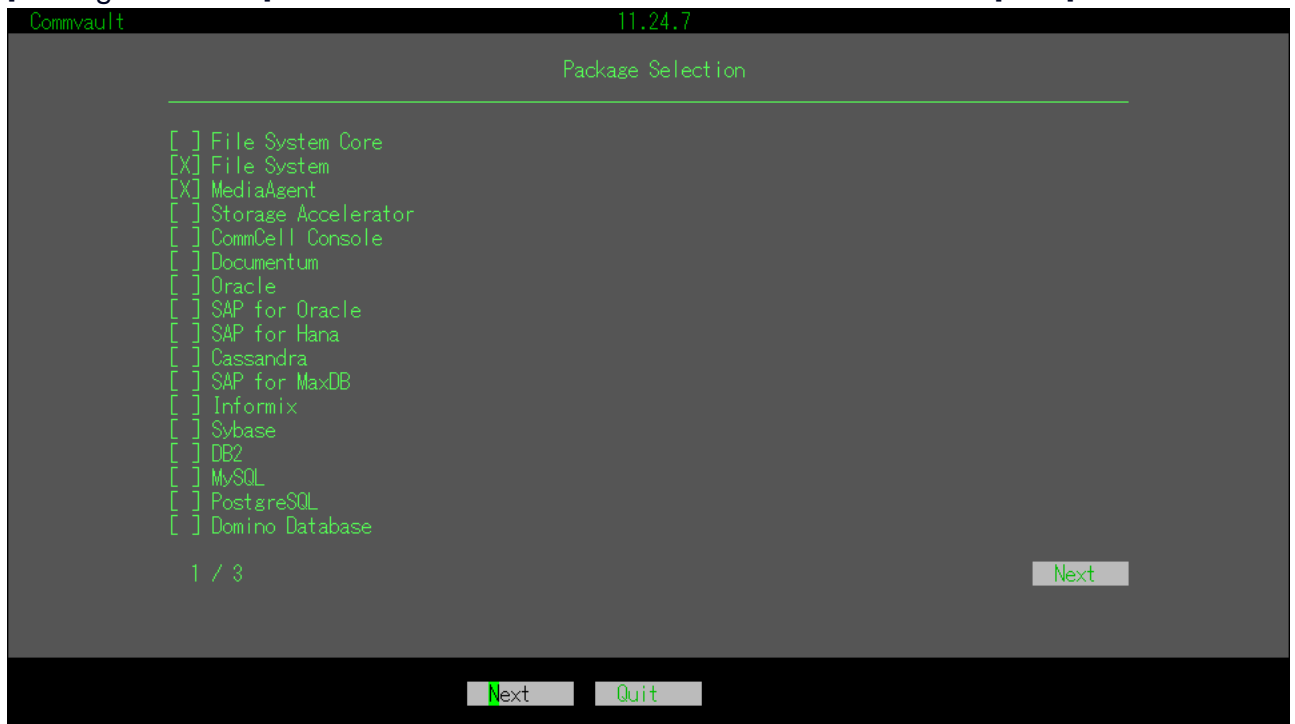 Commvault 11.24.7
Package Selection
[ ] File System Core
[X] File System
[X] MediaAgent
[ ] Storage Accelerator
[ ] CommCell Console
[ ] Documentum
[ ] Oracle
[ ] SAP for Oracle
[ ] SAP for Hana
[ ] Cassandra
[ ] SAP for MaxDB
[ ] Informix
[ ] Sybase
[ ] DB2
[ ] MySQL
[ ] PostgreSQL
[ ] Domino Database
1 / 3 Next
Next Quit